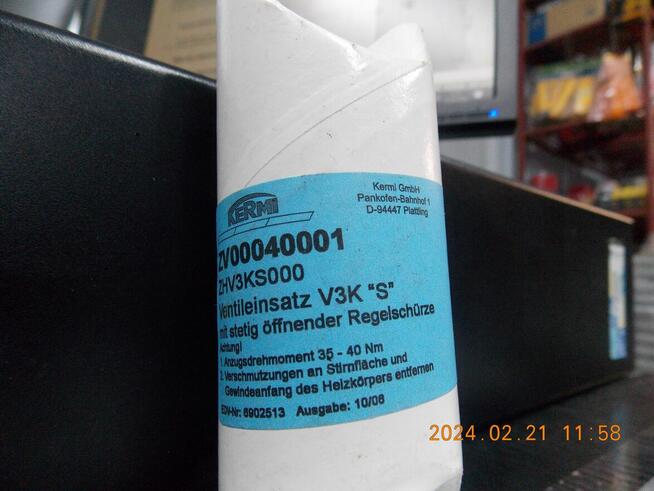 KERMI
Kermi GmbH
Pankofen-Bahnhof 1
D-94447 Plattling
ZV00040001
ZHV3KS000
Ventileinsatz V3K "S"
mit stetig öffnender Regelschürze
Achtung!
1. Anzugsdrehmoment 35 - 40 Nm
2. Verschmutzungen an Stirnfläche und
Gewindeanfang des Heizkörpers entfernen
EDV-Nr: 6902513 Ausgabe: 10/06
2024.02.21 11:58